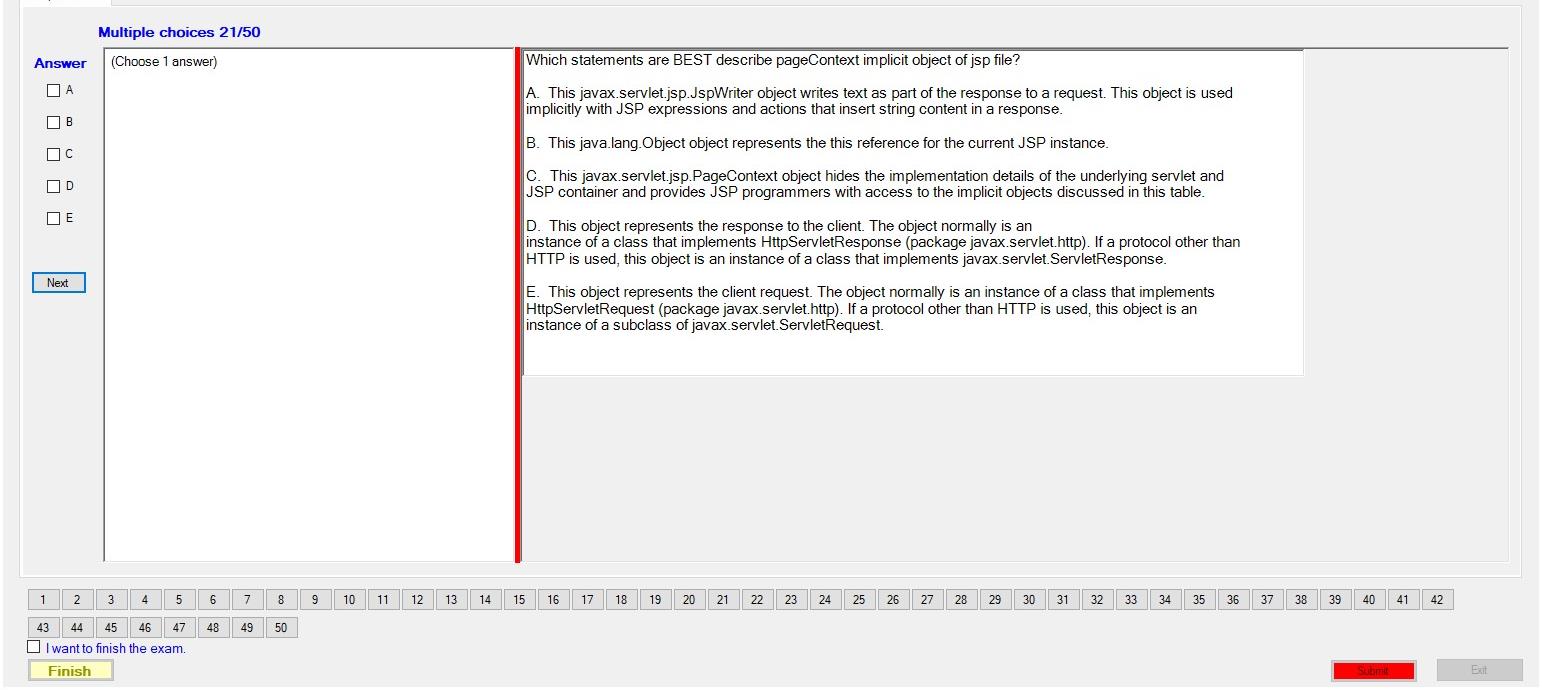 Multiple choices 21/50
Answer
(Choose 1 answer)
A
B
C
D
E
Next
Which statements are BEST describe pageContext implicit object of jsp file?
A. This javax.servlet.jsp.JspWriter object writes text as part of the response to a request. This object is used
implicitly with JSP expressions and actions that insert string content in a response.
B. This java.lang.Object object represents the this reference for the current JSP instance.
C. This javax.servlet.jsp.PageContext object hides the implementation details of the underlying servlet and
JSP container and provides JSP programmers with access to the implicit objects discussed in this table.
D. This object represents the response to the client. The object normally is an
instance of a class that implements HttpServletResponse (package javax.servlet.http). If a protocol other than
HTTP is used, this object is an instance of a class that implements javax.servlet.ServletResponse.
E. This object represents the client request. The object normally is an instance of a class that implements
HttpServletRequest (package javax.servlet.http). If a protocol other than HTTP is used, this object is an
instance of a subclass of javax.servlet.ServletRequest.
1 2 3 4 5 6 7 8 9 10 11 12 13 14 15 16 17 18 19 20 21 22 23 24 25 26 27 28 29 30 31 32 33 34 35 36 37 38 39 40 41 42
43 44 45 46 47 48 49 50
I want to finish the exam.
Finish
Submit
Exit